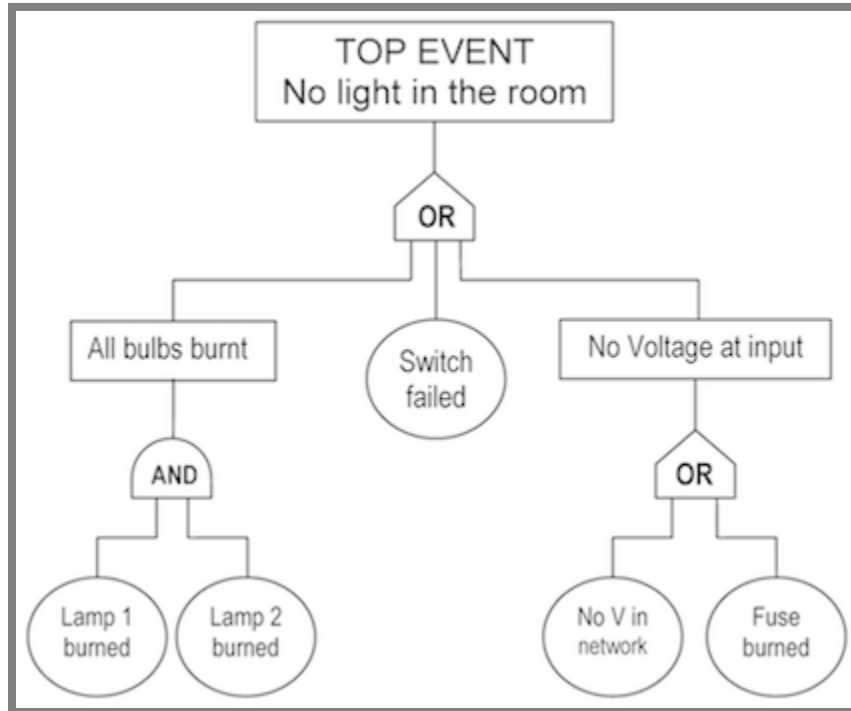 TOP EVENT
No light in the room
OR
All bulbs burnt
Switch
failed
No Voltage at input
AND
OR
Lamp 1
burned
Lamp 2
burned
No V in
network
Fuse
burned